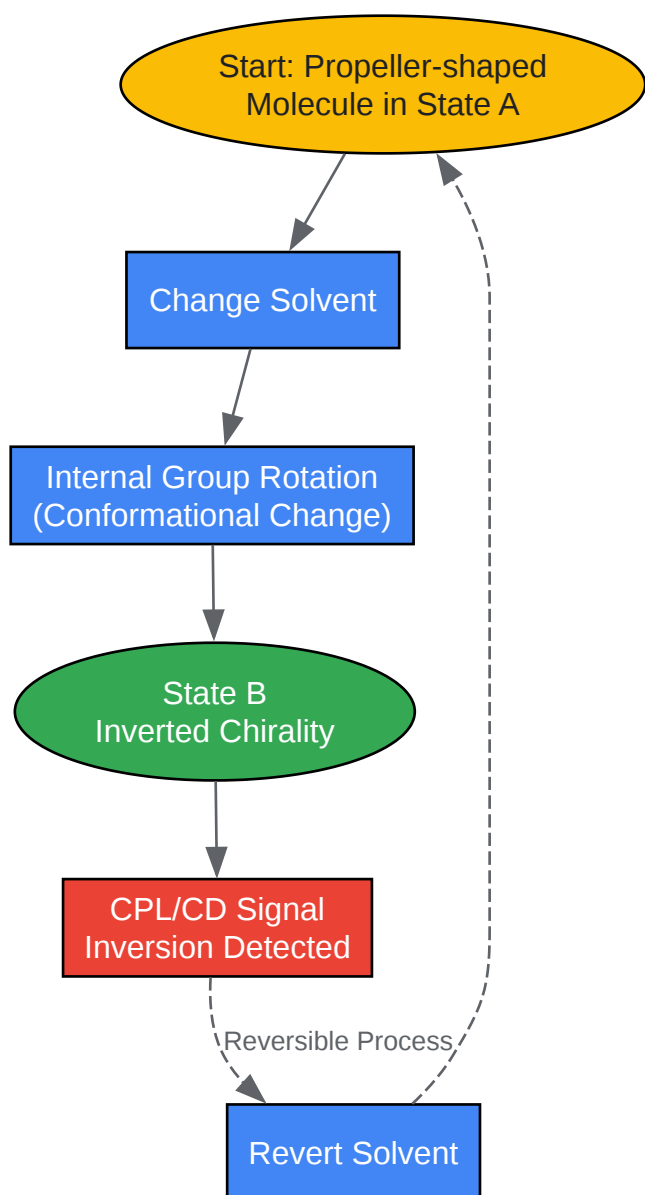 Start: Propeller-shaped
Molecule in State A
Change Solvent
Internal Group Rotation
(Conformational Change)
State B
Inverted Chirality
CPL/CD Signal
Inversion Detected
Reversible Process
Revert Solvent